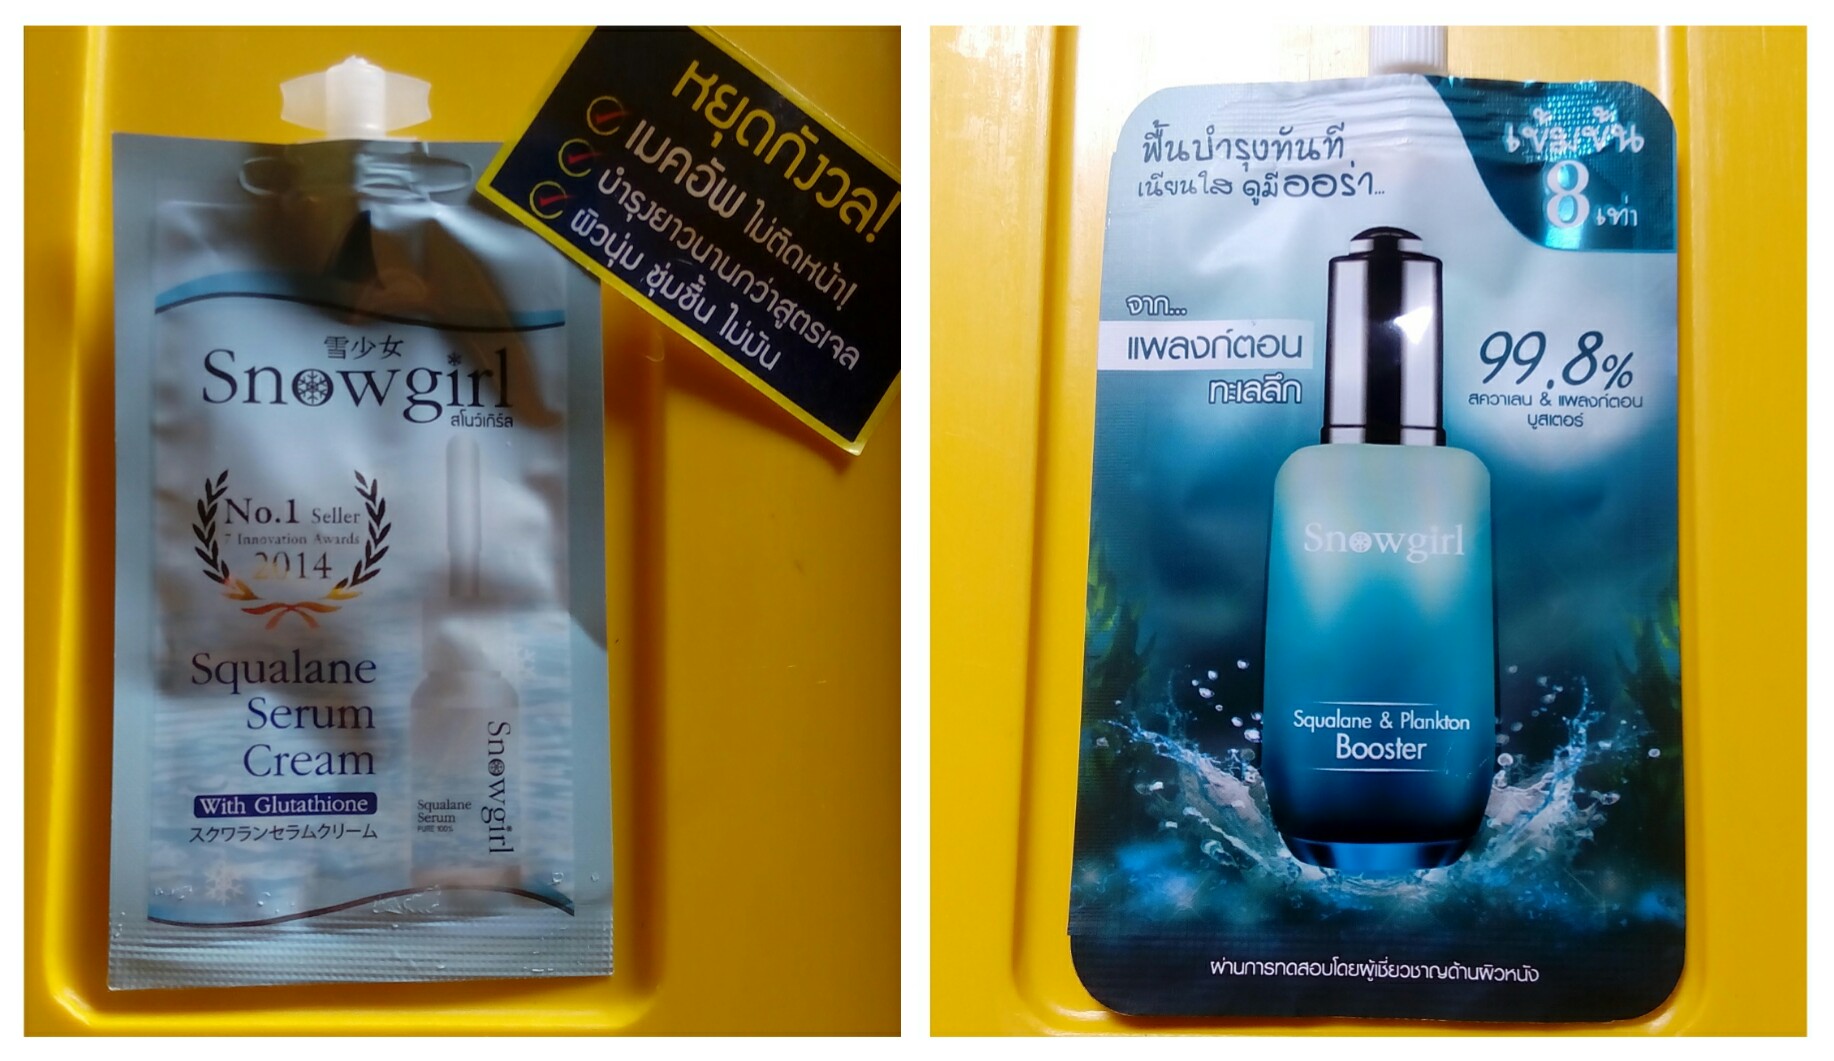 หยุดกังวล!
เมคอัพ ไม่ติดหน้า!
บำรุงยาวนานกว่าสูตรเจล
ผิวนุ่ม ชุ่มชื้น ไม่มัน
雪少女
Snowgirl
สโนว์เกิร์ล
No.1 Seller
7 Innovation Awards
2014
Squalane
Serum
Cream
With Glutathione
スクワランセラムクリーム
Snowgirl
Squalane
Serum
PURE 100%
ฟื้นบำรุงทันที
เนียนใส ดูมีออร่า...
เข้มข้น
8 เท่า
จาก...
แพลงก์ตอน
ทะเลลึก
99.8%
สควาเลน & แพลงก์ตอน
บูสเตอร์
Snowgirl
Squalane & Plankton
Booster
ผ่านการทดสอบโดยผู้เชี่ยวชาญด้านผิวหนัง